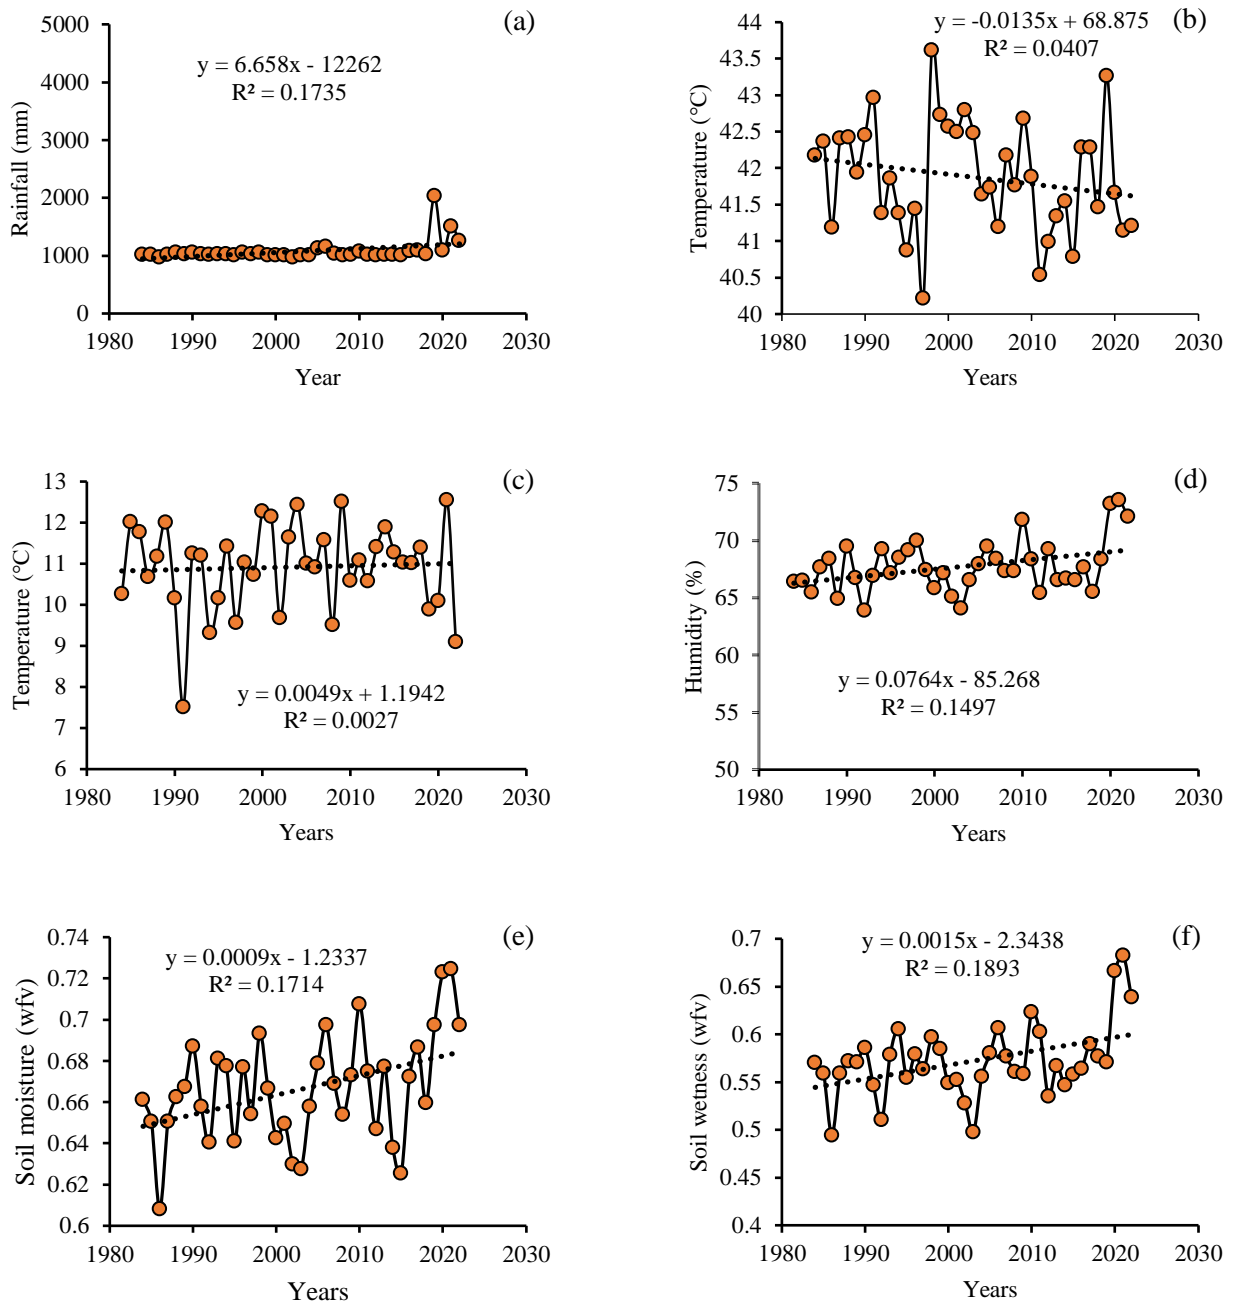 (a)
y = 6.658x - 12262
R² = 0.1735
Rainfall (mm)
5000
4000
3000
2000
1000
0
1980 1990 2000 2010 2020 2030
Year
(b)
y = -0.0135x + 68.875
R² = 0.0407
Temperature (°C)
44
43.5
43
42.5
42
41.5
41
40.5
40
1980 1990 2000 2010 2020 2030
Years
(c)
Temperature (°C)
13
12
11
10
9
8
7
6
y = 0.0049x + 1.1942
R² = 0.0027
1980 1990 2000 2010 2020 2030
Years
(d)
Humidity (%)
75
70
65
60
55
50
y = 0.0764x - 85.268
R² = 0.1497
1980 1990 2000 2010 2020 2030
Years
(e)
y = 0.0009x - 1.2337
R² = 0.1714
Soil moisture (wfv)
0.74
0.72
0.7
0.68
0.66
0.64
0.62
0.6
1980 1990 2000 2010 2020 2030
Years
(f)
y = 0.0015x - 2.3438
R² = 0.1893
Soil wetness (wfv)
0.7
0.65
0.6
0.55
0.5
0.45
0.4
1980 1990 2000 2010 2020 2030
Years